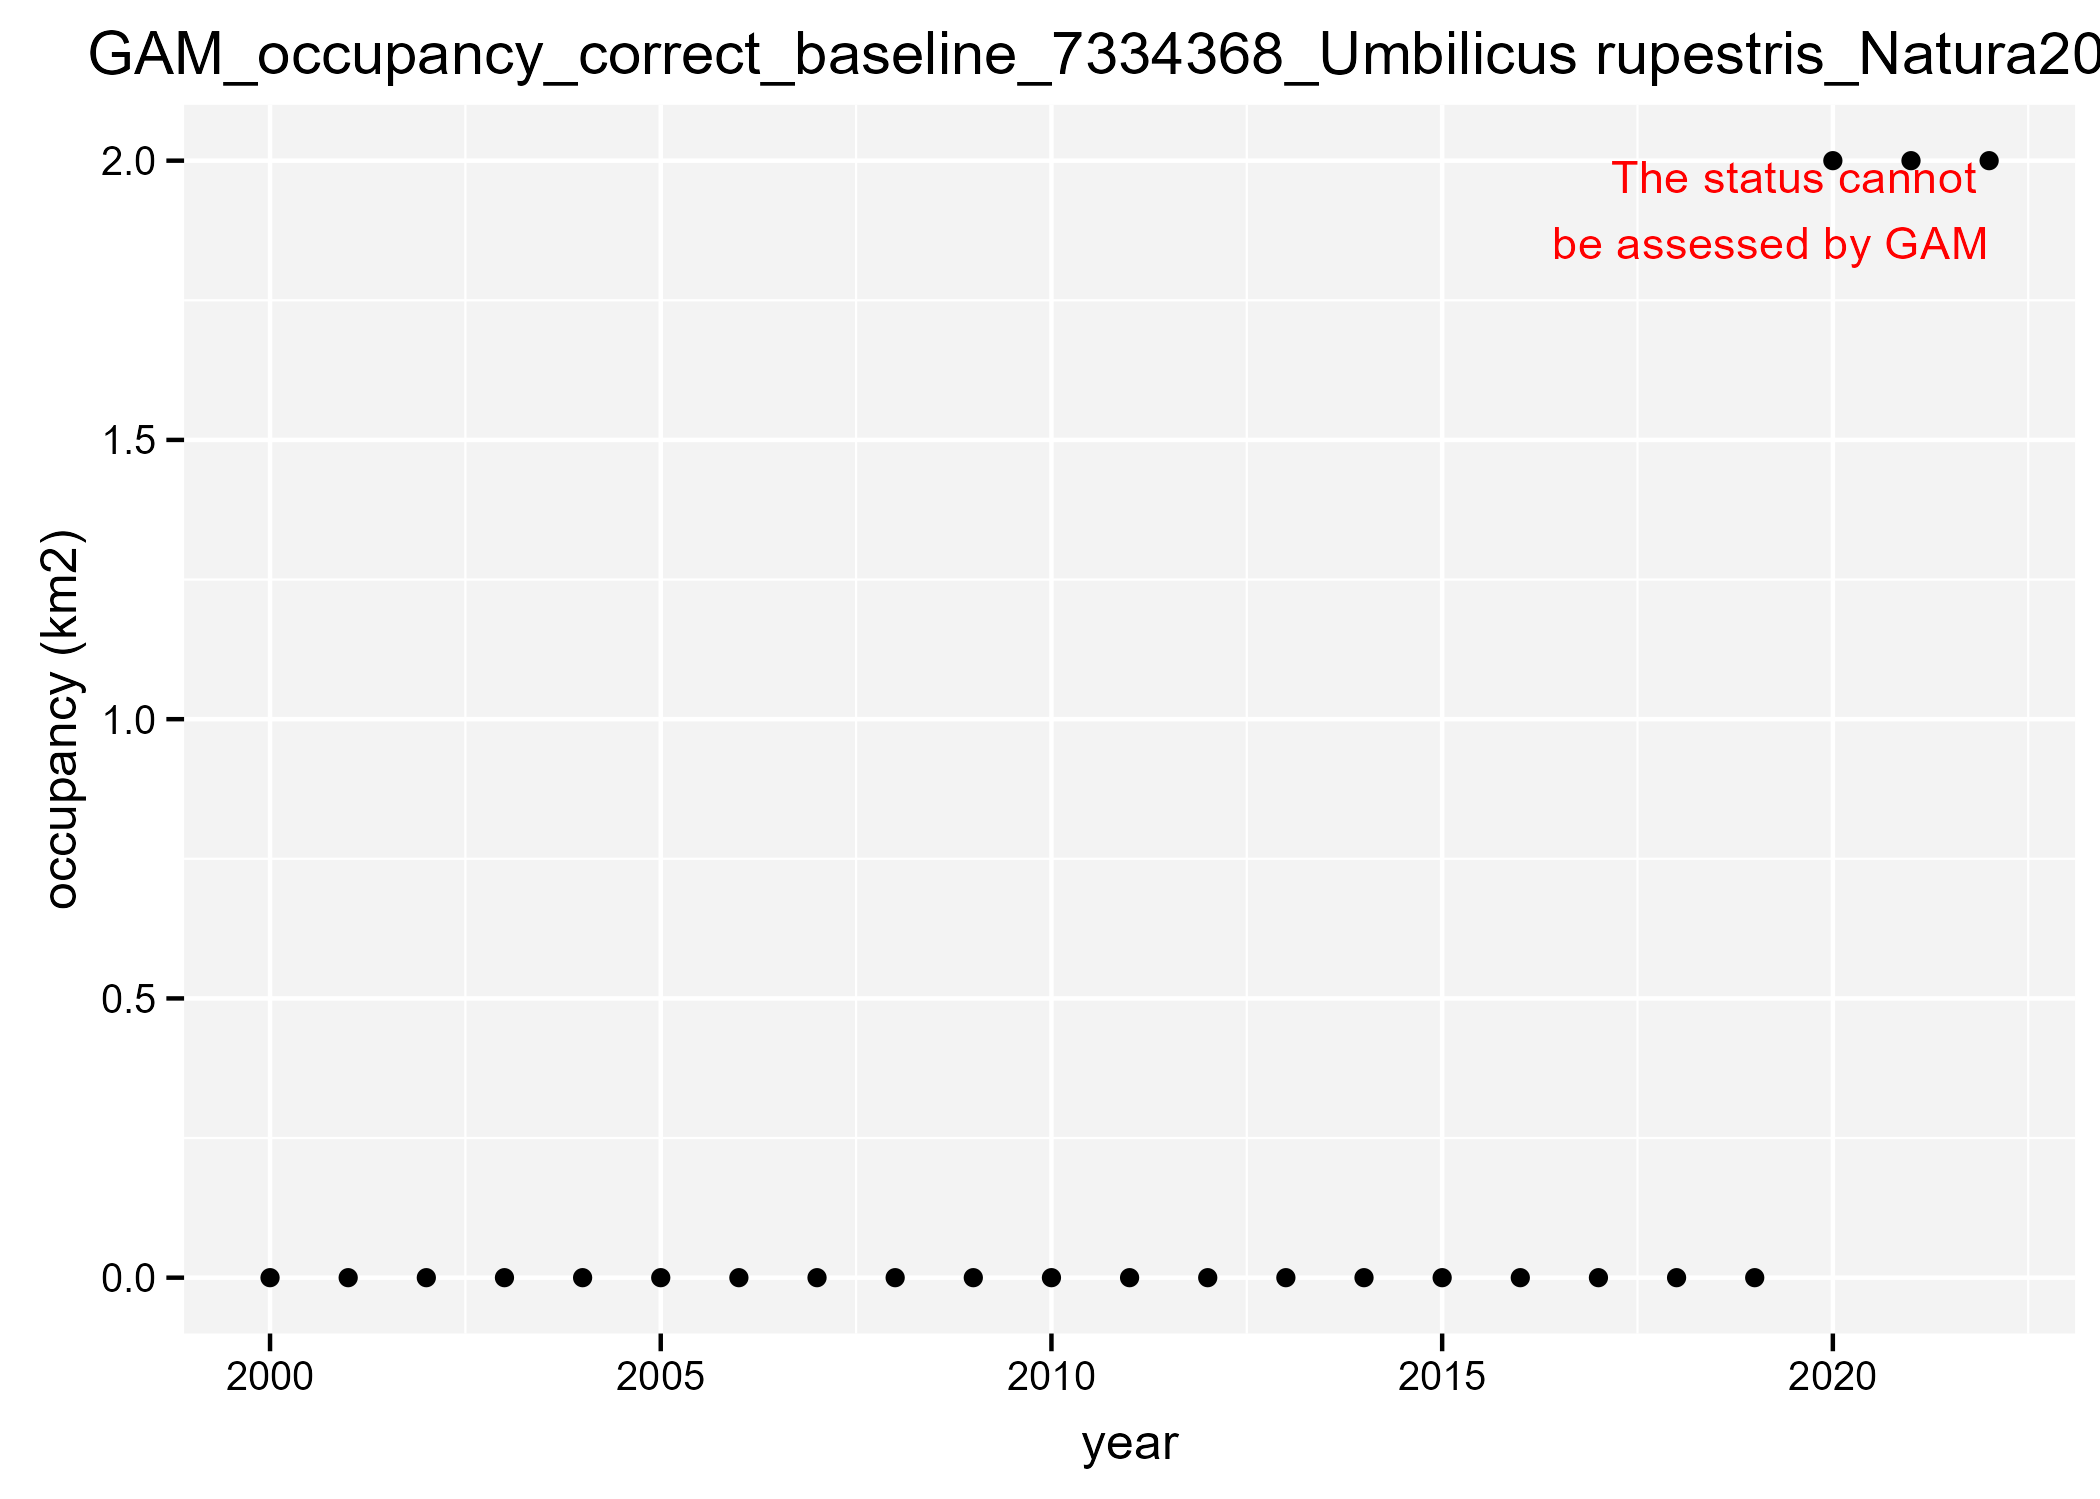 GAM_occupancy_correct_baseline_7334368_Umbilicus rupestris_Natura20
2.0
1.5
1.0
0.5
0.0
occupancy (km2)
The status cannot
be assessed by GAM
2000 2005 2010 2015 2020
year